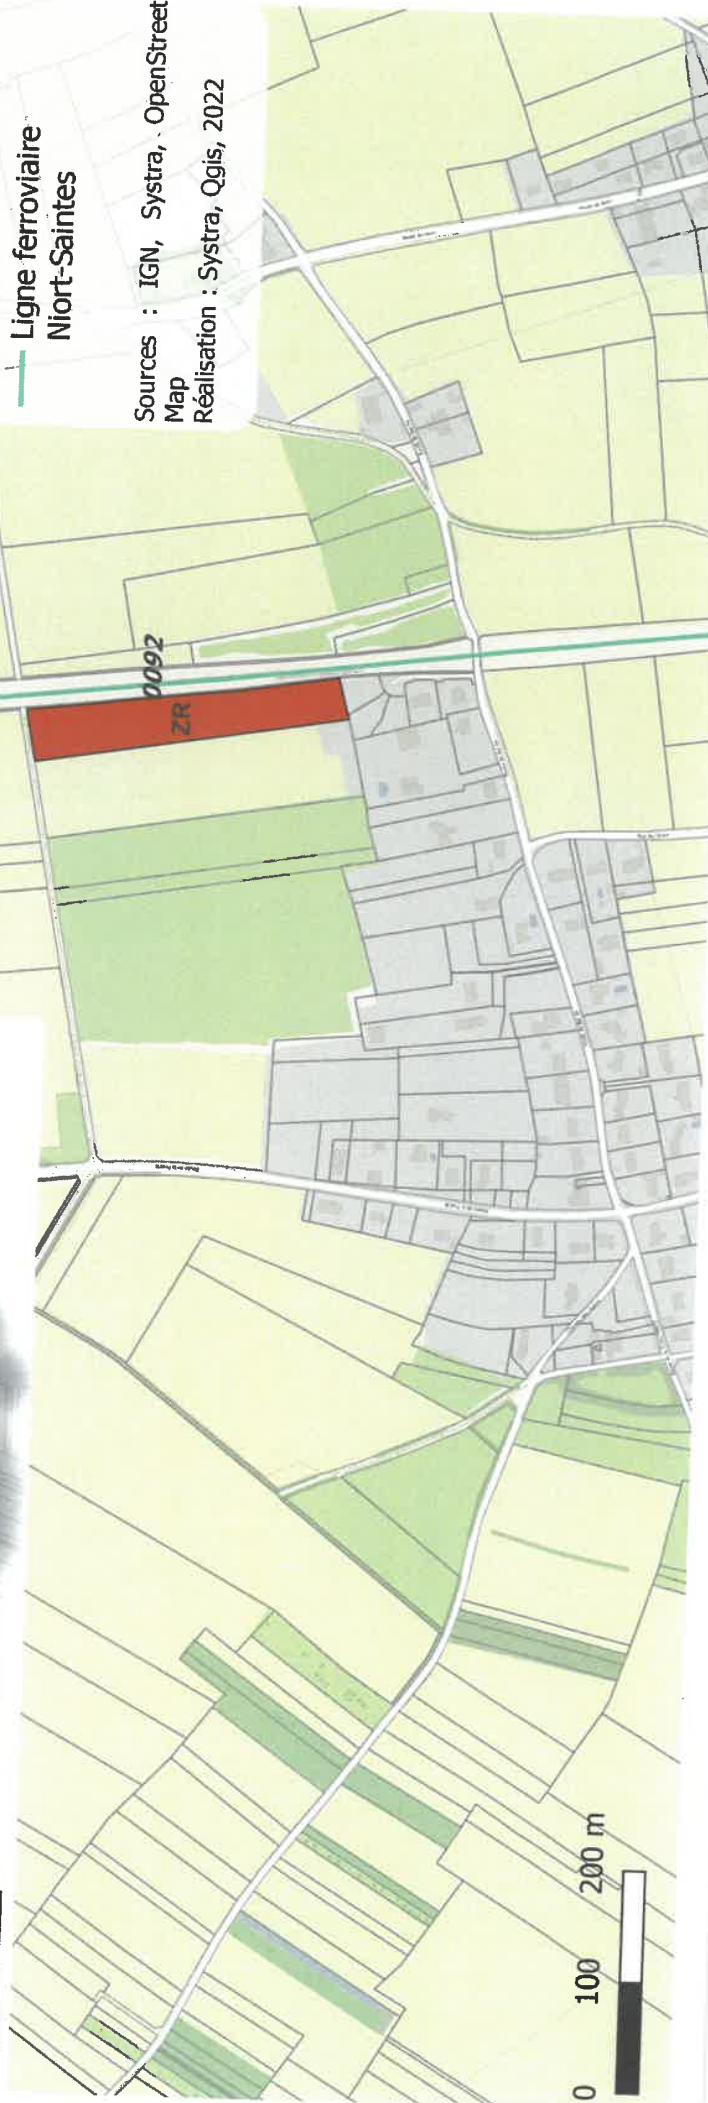 Ligne ferroviaire
Niort-Saintes
Sources : IGN, Systra, OpenStreet
Map
Réalisation : Systra, Qgis, 2022
0092
ZR
0 100 200 m